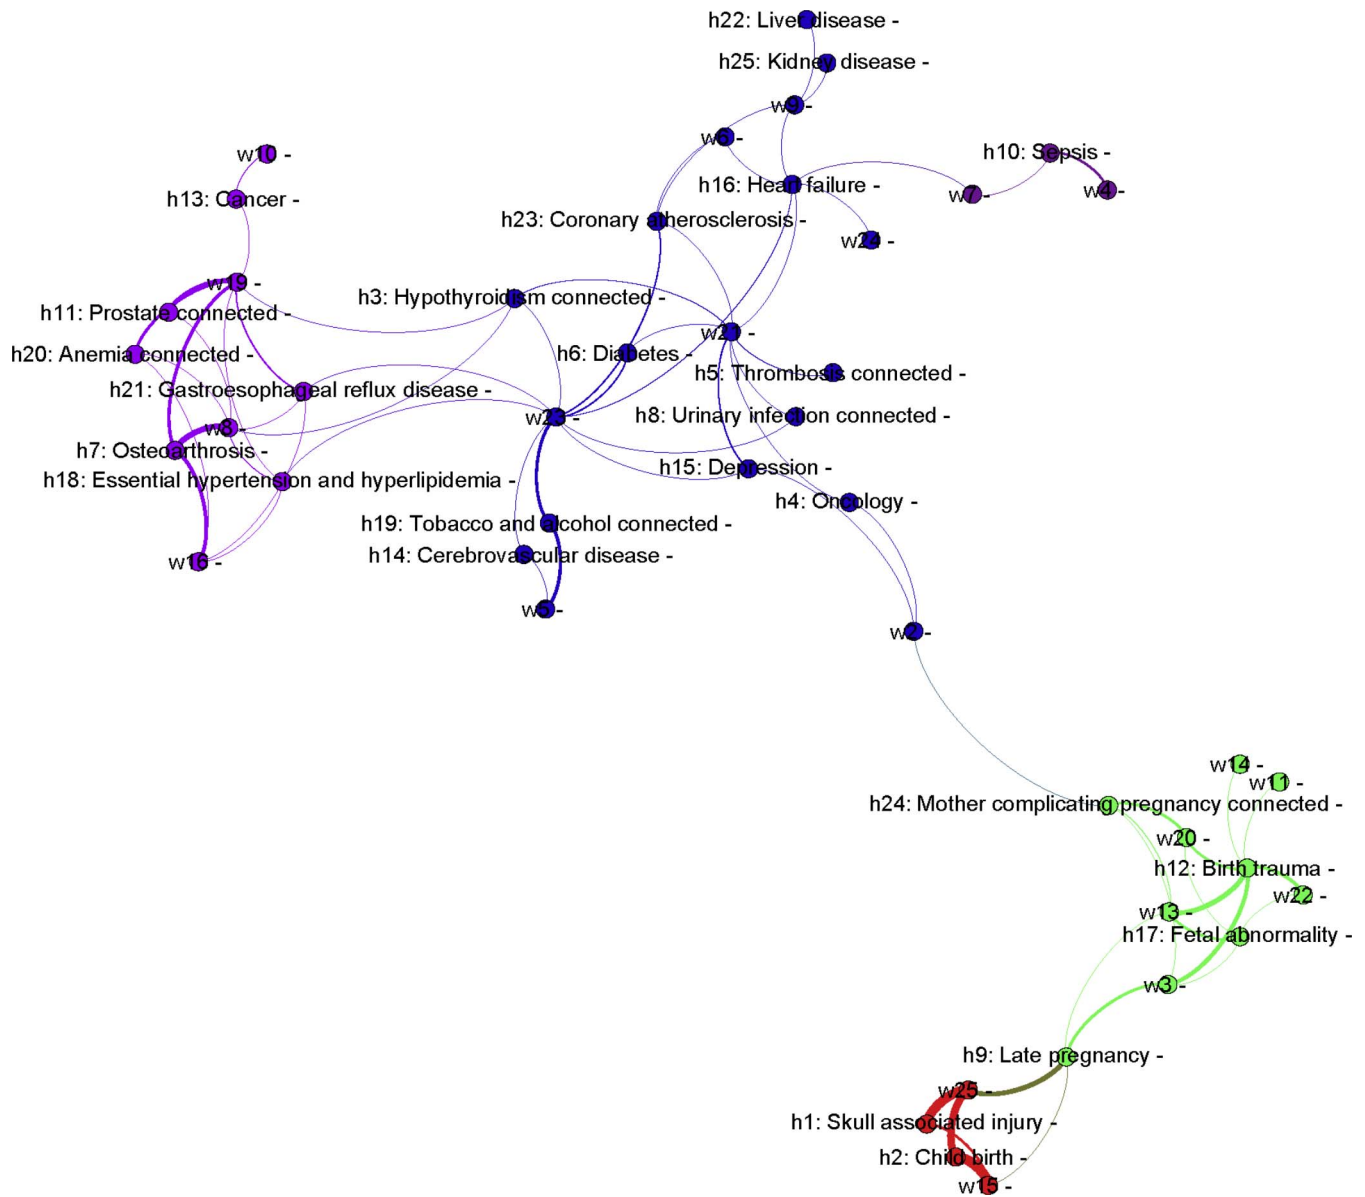 h22: Liver disease -
h25: Kidney disease -
w9 -
w6 -
w10 -
h10: Sepsis -
h13: Cancer -
h16: Heart failure -
w7 -
w4 -
h23: Coronary atherosclerosis -
w24 -
w19 -
h3: Hypothyroidism connected -
h11: Prostate connected -
w21 -
h20: Anemia connected -
h6: Diabetes -
h5: Thrombosis connected -
h21: Gastroesophageal reflux disease -
w23 -
h8: Urinary infection connected -
w8 -
h7: Osteoarthrosis -
h15: Depression -
h18: Essential hypertension and hyperlipidemia -
h4: Oncology -
h19: Tobacco and alcohol connected -
h14: Cerebrovascular disease -
w16 -
w5 -
w2 -
w14 -
w11 -
h24: Mother complicating pregnancy connected -
w20 -
h12: Birth trauma -
w22 -
w13 -
h17: Fetal abnormality -
w3 -
h9: Late pregnancy -
w25 -
h1: Skull associated injury -
h2: Child birth -
w15 -